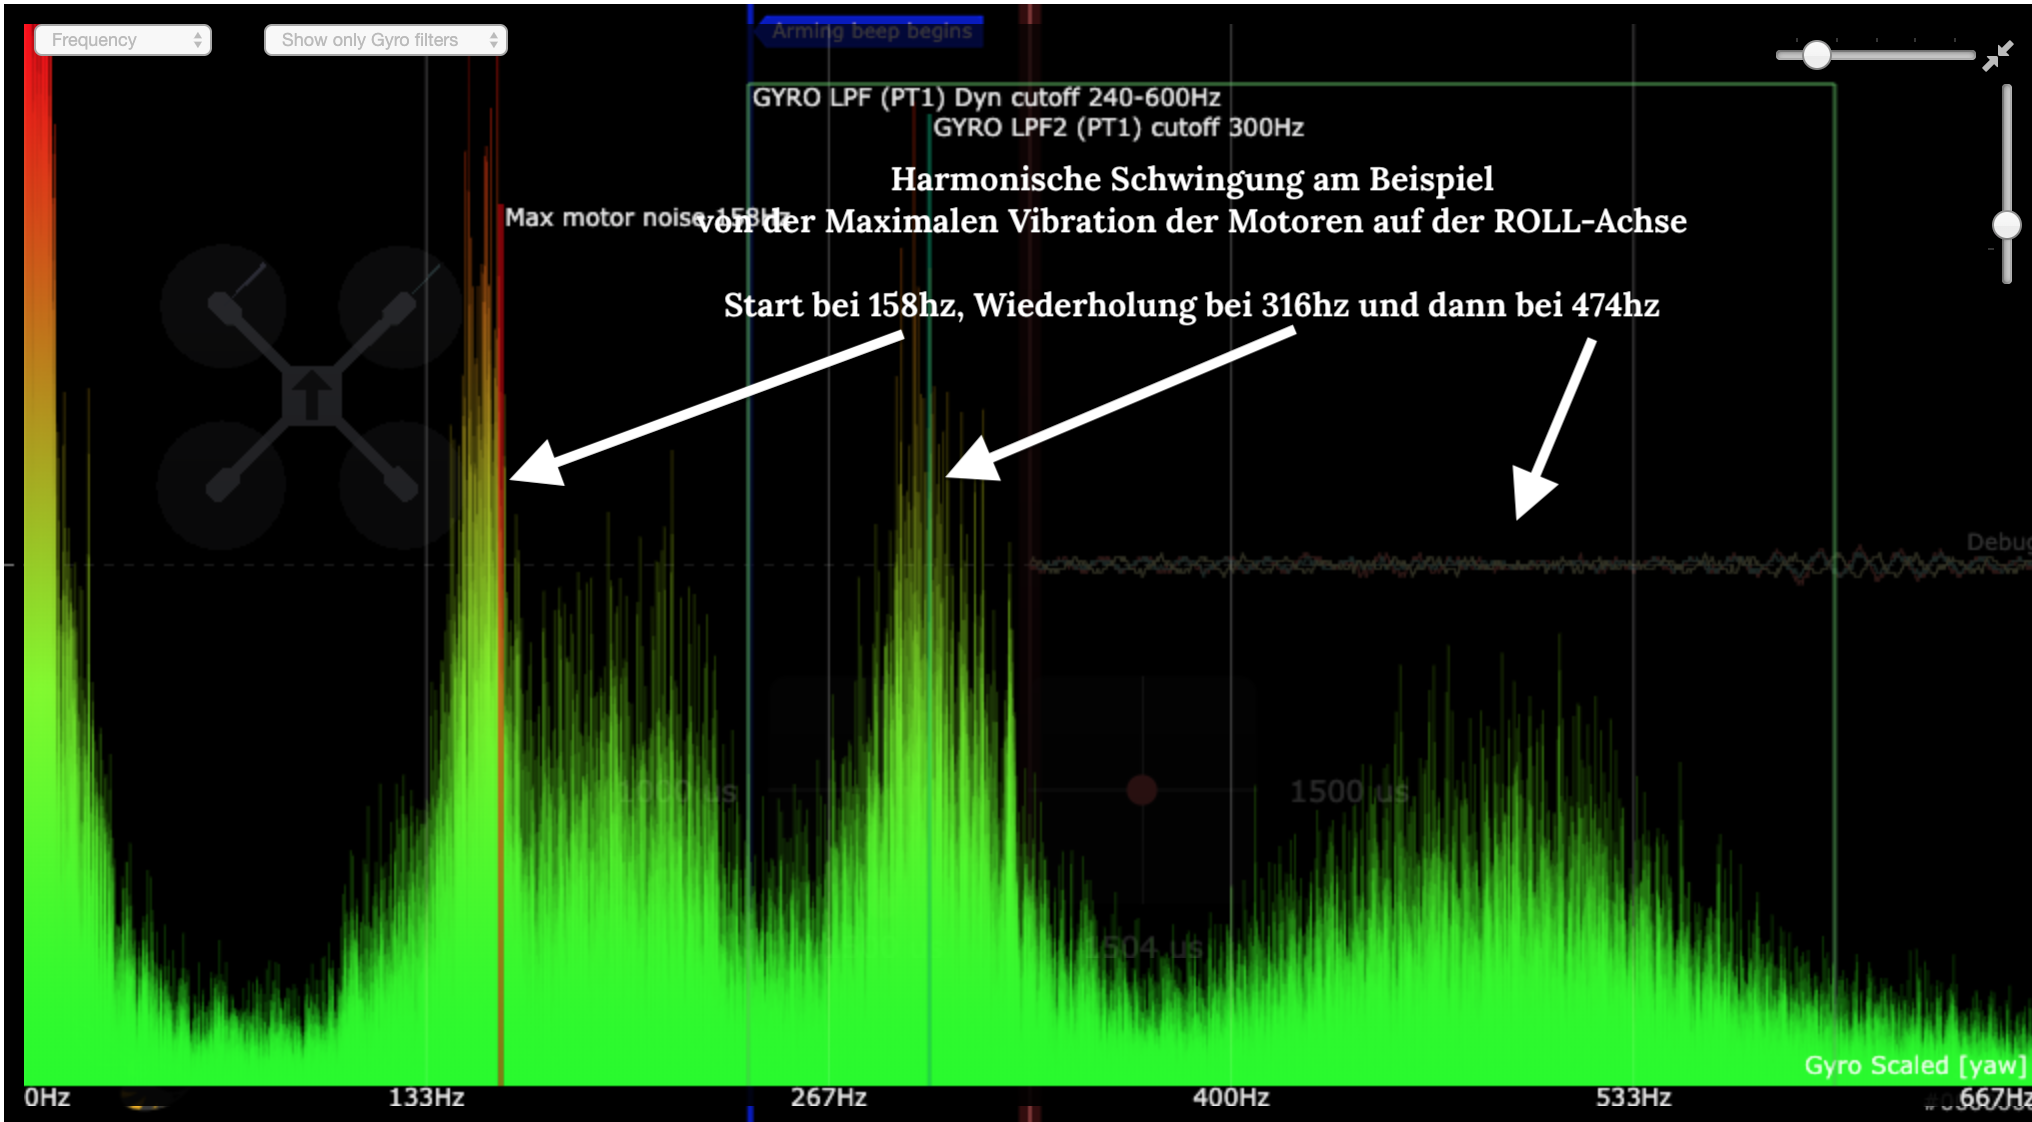 Frequency
Show only Gyro filters
Arming beep begins
GYRO LPF (PT1) Dyn cutoff 240-600Hz
GYRO LPF2 (PT1) cutoff 300Hz
Harmonische Schwingung am Beispiel
Max motor noise 158Hz
von der Maximalen Vibration der Motoren auf der ROLL-Achse
Start bei 158hz, Wiederholung bei 316hz und dann bei 474hz
Debug
1000 us
1500 us
1504 us
Gyro Scaled [yaw]
0Hz
133Hz
267Hz
400Hz
533Hz
667Hz